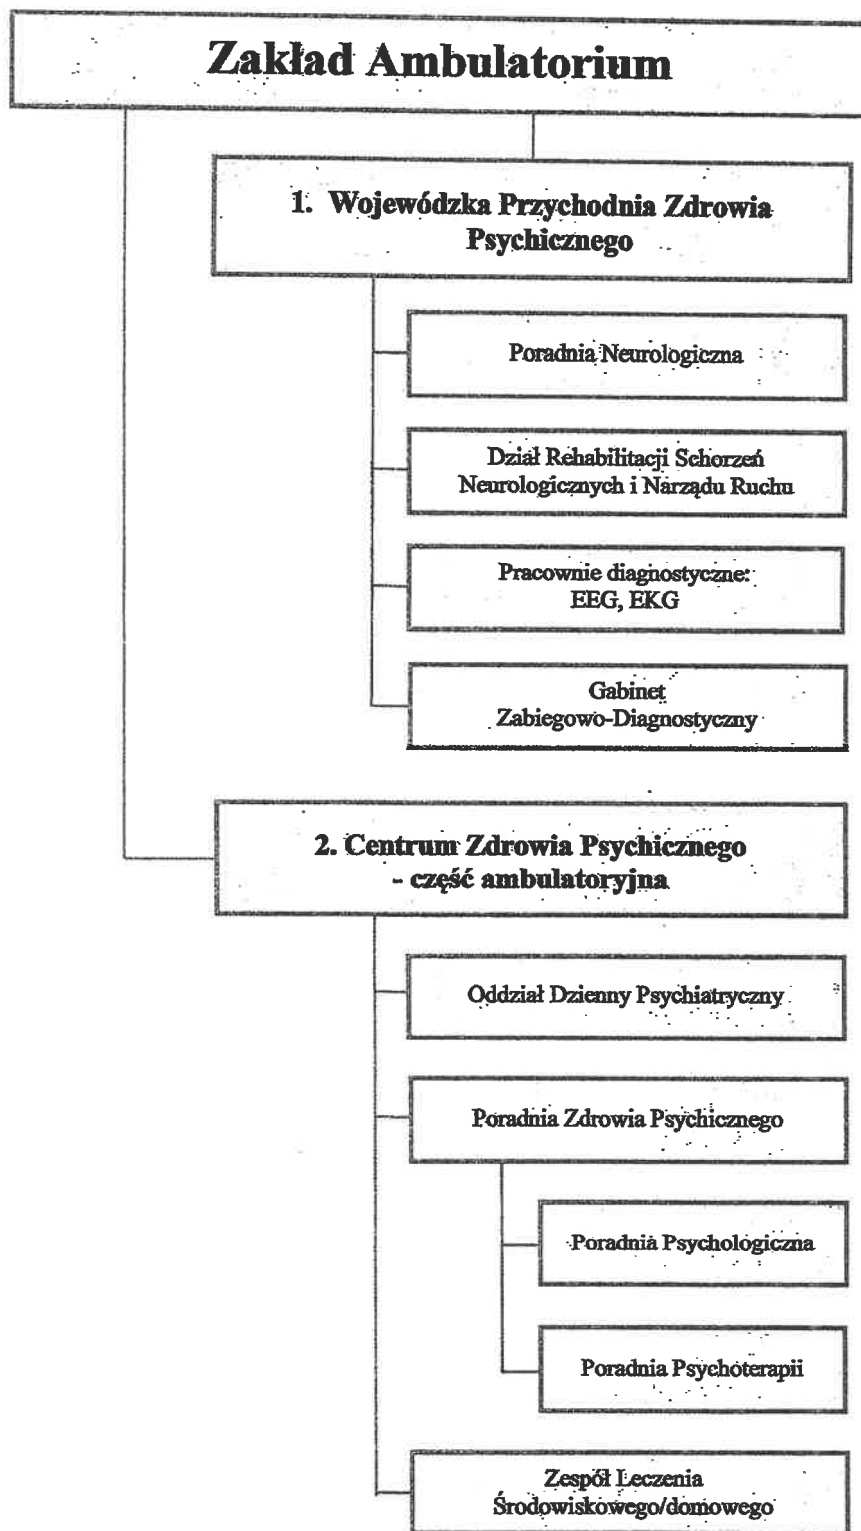 Zakład Ambulatorium
1. Wojewódzka Przychodnia Zdrowia
Psychicznego
Poradnia Neurologiczna
Dział Rehabilitacji Schorzeń
Neurologicznych i Narządu Ruchu
Pracownie diagnostyczne:
EEG, EKG
Gabinet
Zabiegowo-Diagnostyczny
2. Centrum Zdrowia Psychicznego
- część ambulatoryjna
Oddział Dzienny Psychiatryczny
Poradnia Zdrowia Psychicznego
Poradnia Psychologiczna
Poradnia Psychoterapii
Zespół Leczenia
Środowiskowego/domowego